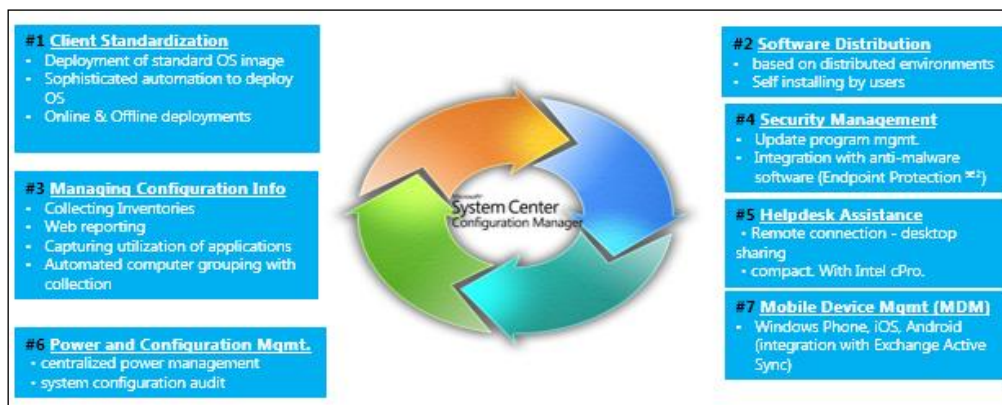 #1 Client Standardization
• Deployment of standard OS image
• Sophisticated automation to deploy
OS
• Online & Offline deployments
#2 Software Distribution
• based on distributed environments
• Self installing by users
#3 Managing Configuration Info
• Collecting Inventories
• Web reporting
• Capturing utilization of applications
• Automated computer grouping with
collection
Microsoft
System Center
Configuration Manager
#4 Security Management
• Update program mgmt.
• Integration with anti-malware
software (Endpoint Protection ※2)
#5 Helpdesk Assistance
• Remote connection - desktop
sharing
• compact. With Intel cPro.
#6 Power and Configuration Mgmt.
• centralized power management
• system configuration audit
#7 Mobile Device Mgmt (MDM)
• Windows Phone, iOS, Android
(integration with Exchange Active
Sync)